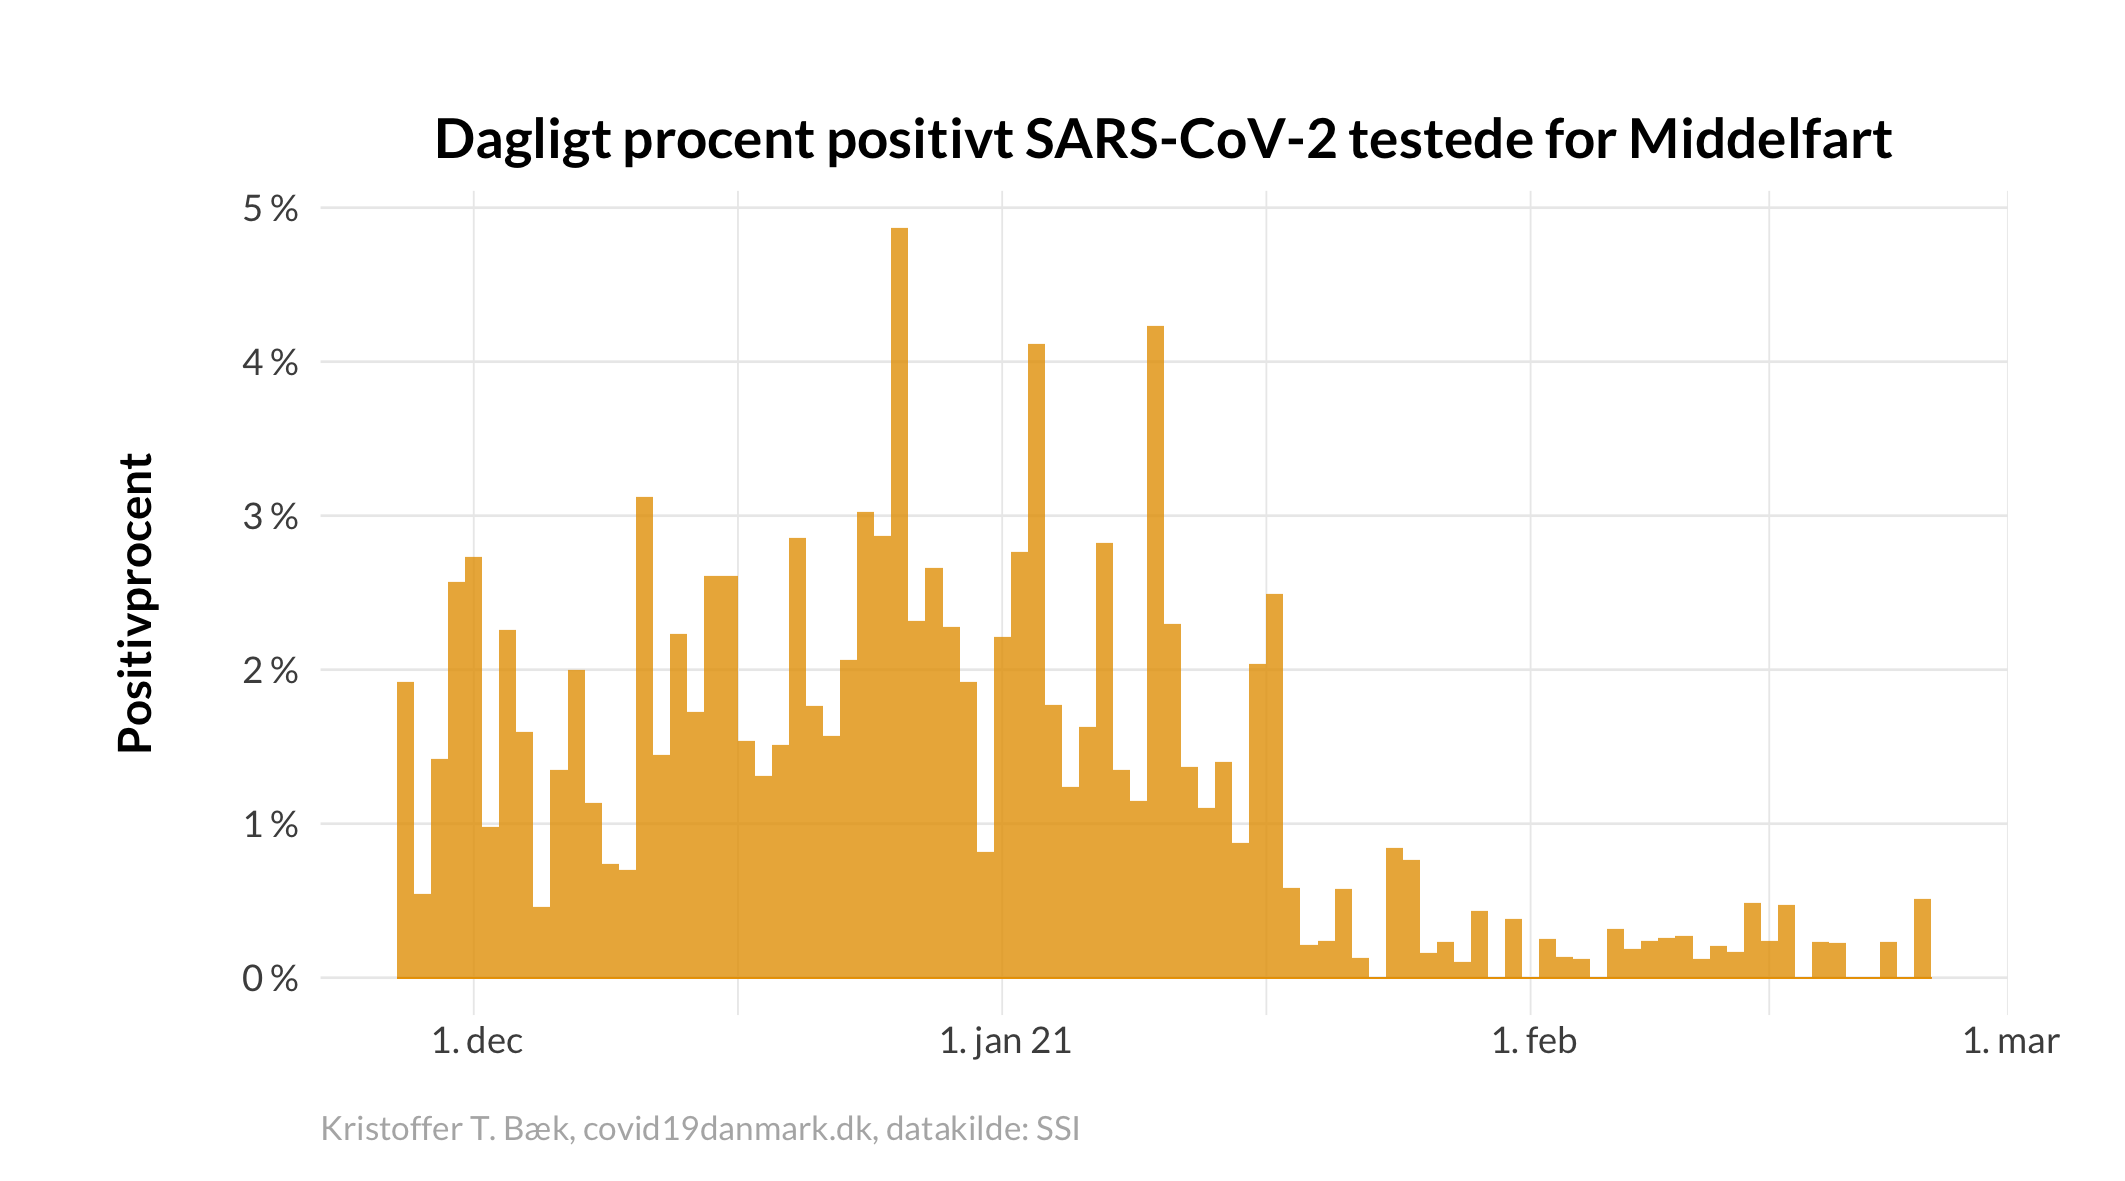 Dagligt procent positivt SARS-CoV-2 testede for Middelfart
Positivprocent
5 %
4 %
3 %
2 %
1 %
0 %
1. dec
1. jan 21
1. feb
1. mar
Kristoffer T. Bæk, covid19danmark.dk, datakilde: SSI